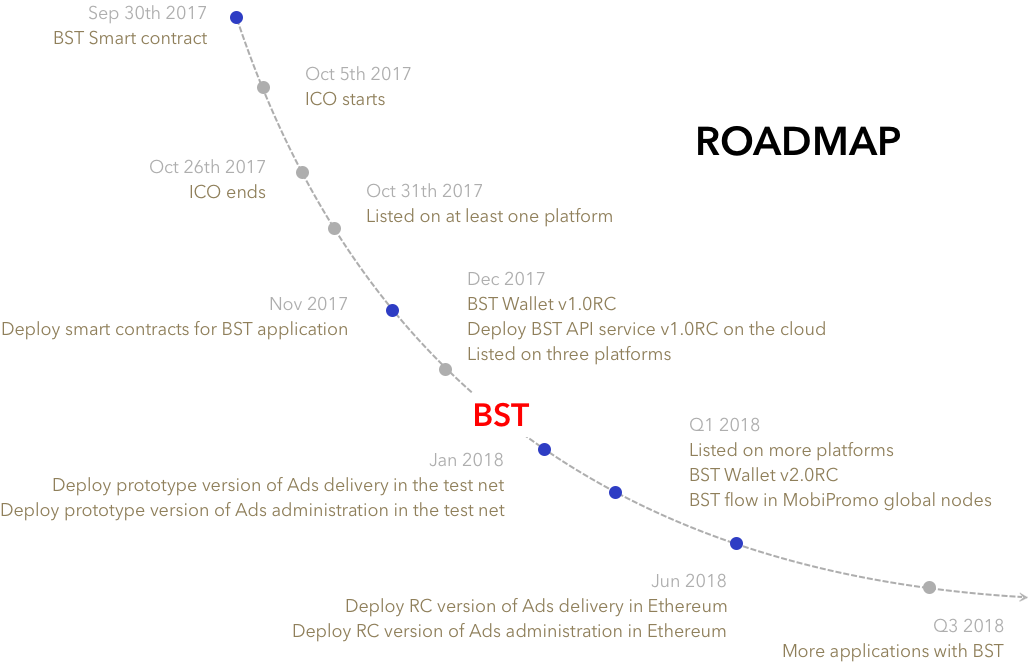 Sep 30th 2017
BST Smart contract
Oct 5th 2017
ICO starts
ROADMAP
Oct 26th 2017
ICO ends
Oct 31th 2017
Listed on at least one platform
Nov 2017
Deploy smart contracts for BST application
Dec 2017
BST Wallet v1.0RC
Deploy BST API service v1.0RC on the cloud
Listed on three platforms
BST
Jan 2018
Deploy prototype version of Ads delivery in the test net
Deploy prototype version of Ads administration in the test net
Q1 2018
Listed on more platforms
BST Wallet v2.0RC
BST flow in MobiPromo global nodes
Jun 2018
Deploy RC version of Ads delivery in Ethereum
Deploy RC version of Ads administration in Ethereum
Q3 2018
More applications with BST